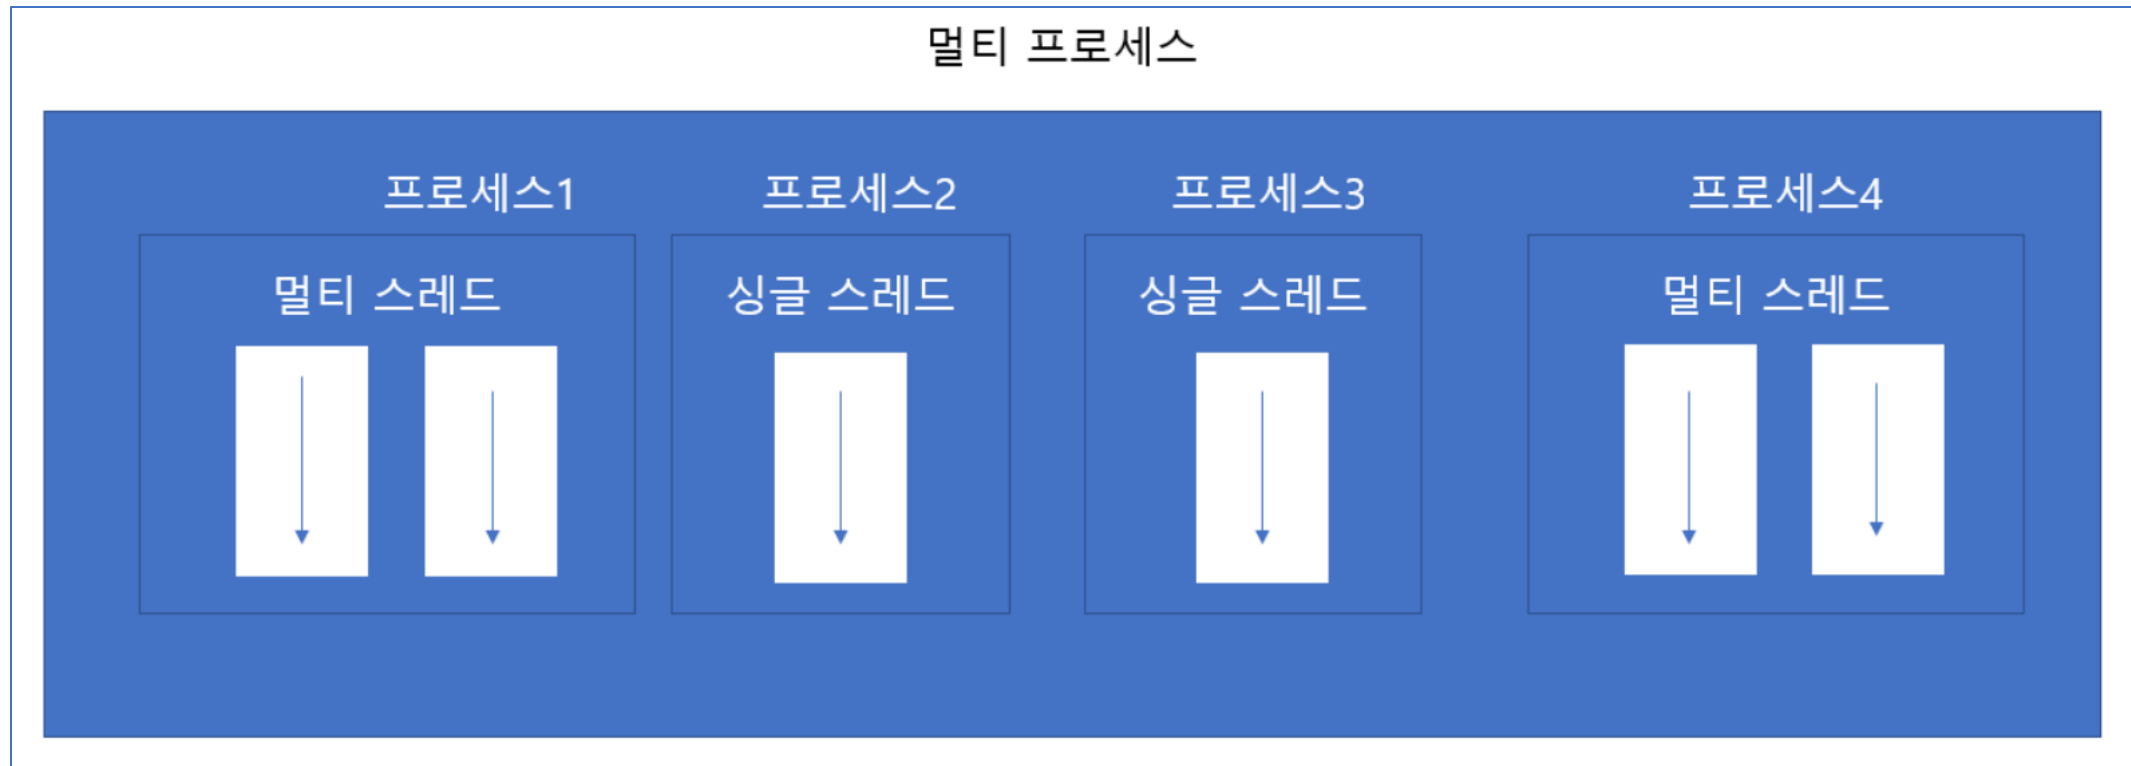 멀티 프로세스
프로세스1 프로세스2 프로세스3 프로세스4
멀티 스레드 싱글 스레드 싱글 스레드 멀티 스레드